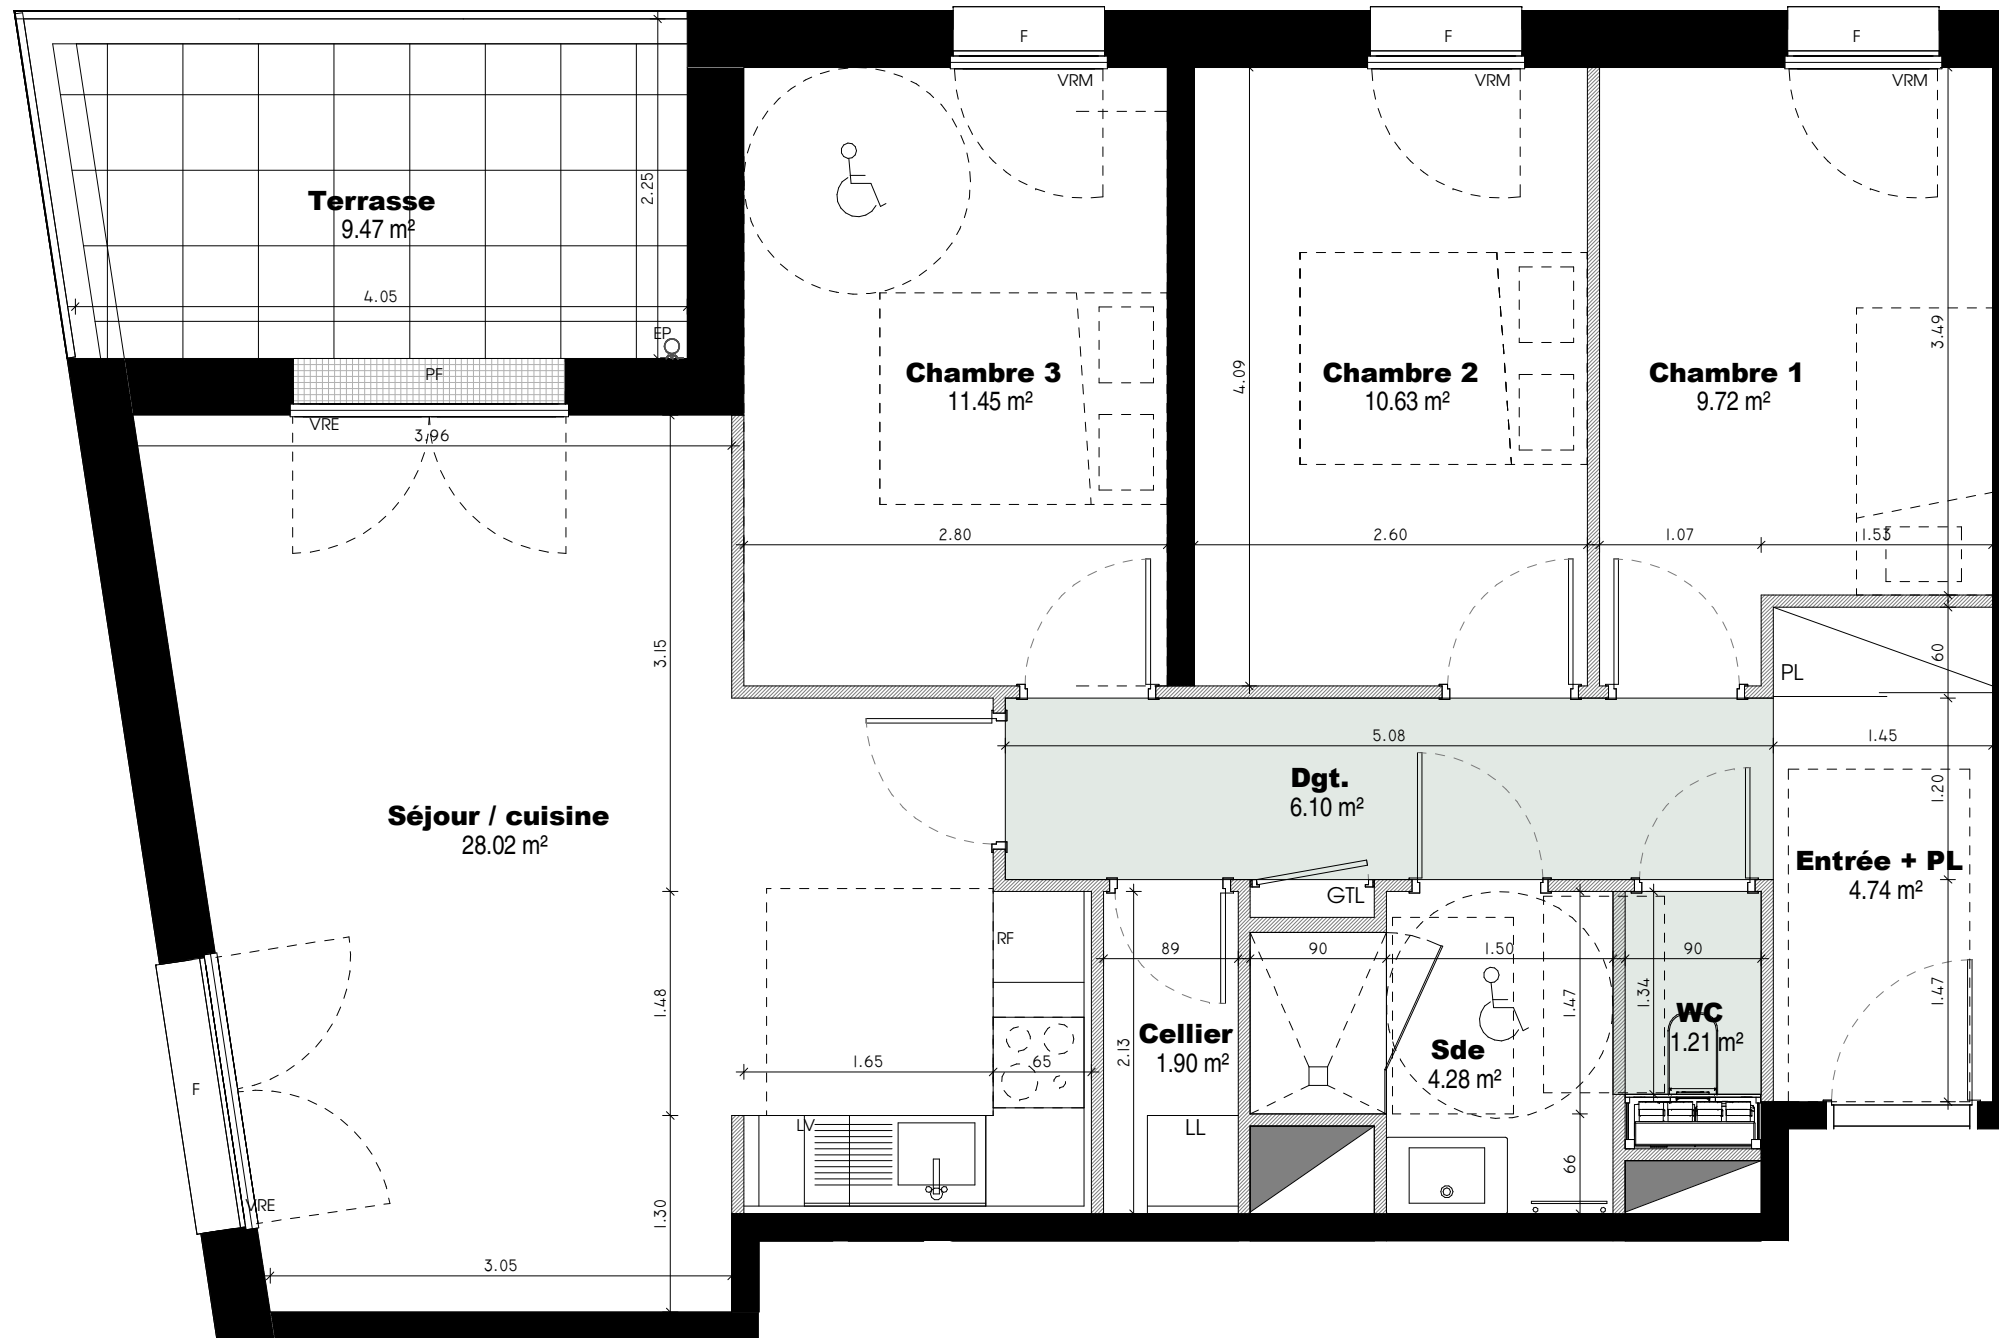 F
F
F
VRM
VRM
VRM
Terrasse
9.47 m²
2.25
4.05
EP
PF
VRE
3.96
Chambre 3
11.45 m²
4.09
Chambre 2
10.63 m²
Chambre 1
9.72 m²
3.49
2.80
2.60
1.07
1.53
3.15
60
PL
5.08
1.45
Dgt.
6.10 m²
1.20
Séjour / cuisine
28.02 m²
Entrée + PL
4.74 m²
GTL
RF
89
90
1.50
90
1.48
1.47
1.34
1.47
WC
1.21 m²
Cellier
1.90 m²
2.13
Sde
4.28 m²
1.65
65
F
LV
LL
66
VRE
1.30
3.05